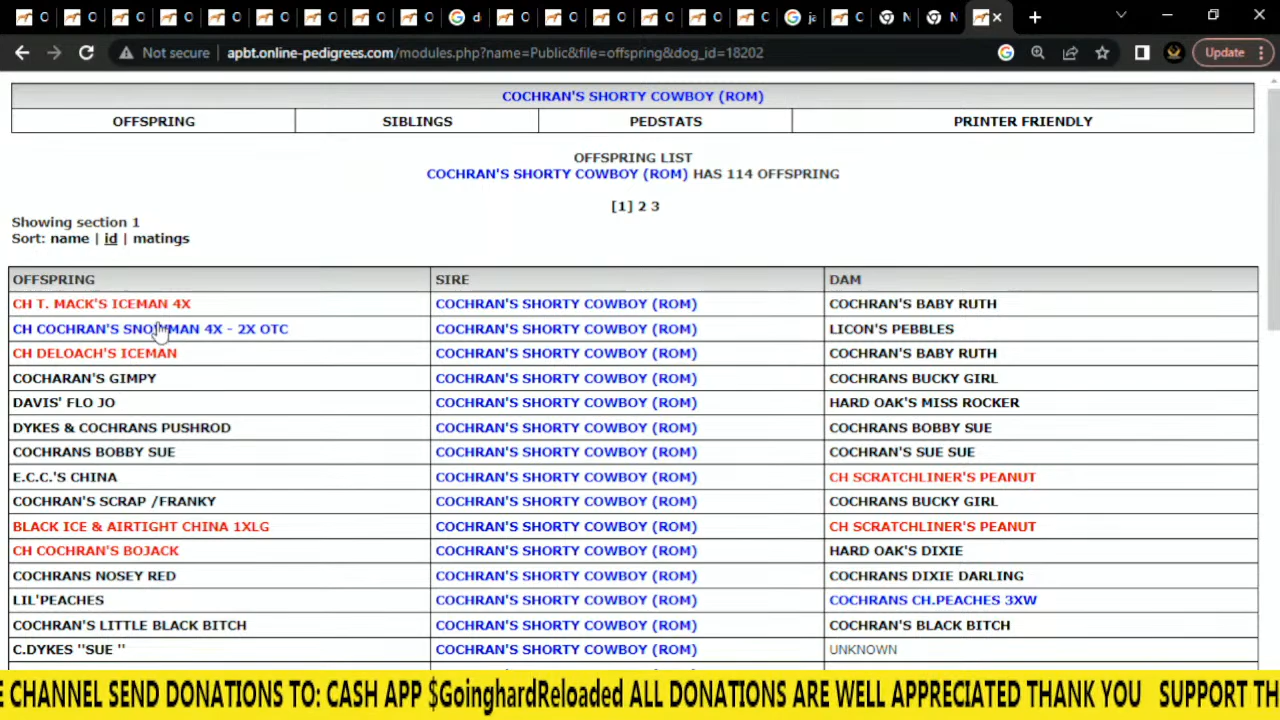 O O O O O O O O O d O O O O O O ja O N N
Not secure | apbt.online-pedigrees.com/modules.php?name=Public&file=offspring&dog_id=18202 Update
COCHRAN'S SHORTY COWBOY (ROM)
OFFSPRING SIBLINGS PEDSTATS PRINTER FRIENDLY
OFFSPRING LIST
COCHRAN'S SHORTY COWBOY (ROM) HAS 114 OFFSPRING
[1] 2 3
Showing section 1
Sort: name | id | matings
OFFSPRING SIRE DAM
CH T. MACK'S ICEMAN 4X COCHRAN'S SHORTY COWBOY (ROM) COCHRAN'S BABY RUTH
CH COCHRAN'S SNOWMAN 4X - 2X OTC COCHRAN'S SHORTY COWBOY (ROM) LICON'S PEBBLES
CH DELOACH'S ICEMAN COCHRAN'S SHORTY COWBOY (ROM) COCHRAN'S BABY RUTH
COCHARAN'S GIMPY COCHRAN'S SHORTY COWBOY (ROM) COCHRANS BUCKY GIRL
DAVIS' FLO JO COCHRAN'S SHORTY COWBOY (ROM) HARD OAK'S MISS ROCKER
DYKES & COCHRANS PUSHROD COCHRAN'S SHORTY COWBOY (ROM) COCHRANS BOBBY SUE
COCHRANS BOBBY SUE COCHRAN'S SHORTY COWBOY (ROM) COCHRAN'S SUE SUE
E.C.C.'S CHINA COCHRAN'S SHORTY COWBOY (ROM) CH SCRATCHLINER'S PEANUT
COCHRAN'S SCRAP /FRANKY COCHRAN'S SHORTY COWBOY (ROM) COCHRANS BUCKY GIRL
BLACK ICE & AIRTIGHT CHINA 1XLG COCHRAN'S SHORTY COWBOY (ROM) CH SCRATCHLINER'S PEANUT
CH COCHRAN'S BOJACK COCHRAN'S SHORTY COWBOY (ROM) HARD OAK'S DIXIE
COCHRANS NOSEY RED COCHRAN'S SHORTY COWBOY (ROM) COCHRANS DIXIE DARLING
LIL'PEACHES COCHRAN'S SHORTY COWBOY (ROM) COCHRANS CH.PEACHES 3XW
COCHRAN'S LITTLE BLACK BITCH COCHRAN'S SHORTY COWBOY (ROM) COCHRAN'S BLACK BITCH
C.DYKES "SUE " COCHRAN'S SHORTY COWBOY (ROM) UNKNOWN
E CHANNEL SEND DONATIONS TO: CASH APP $GoinghardReloaded ALL DONATIONS ARE WELL APPRECIATED THANK YOU SUPPORT TH